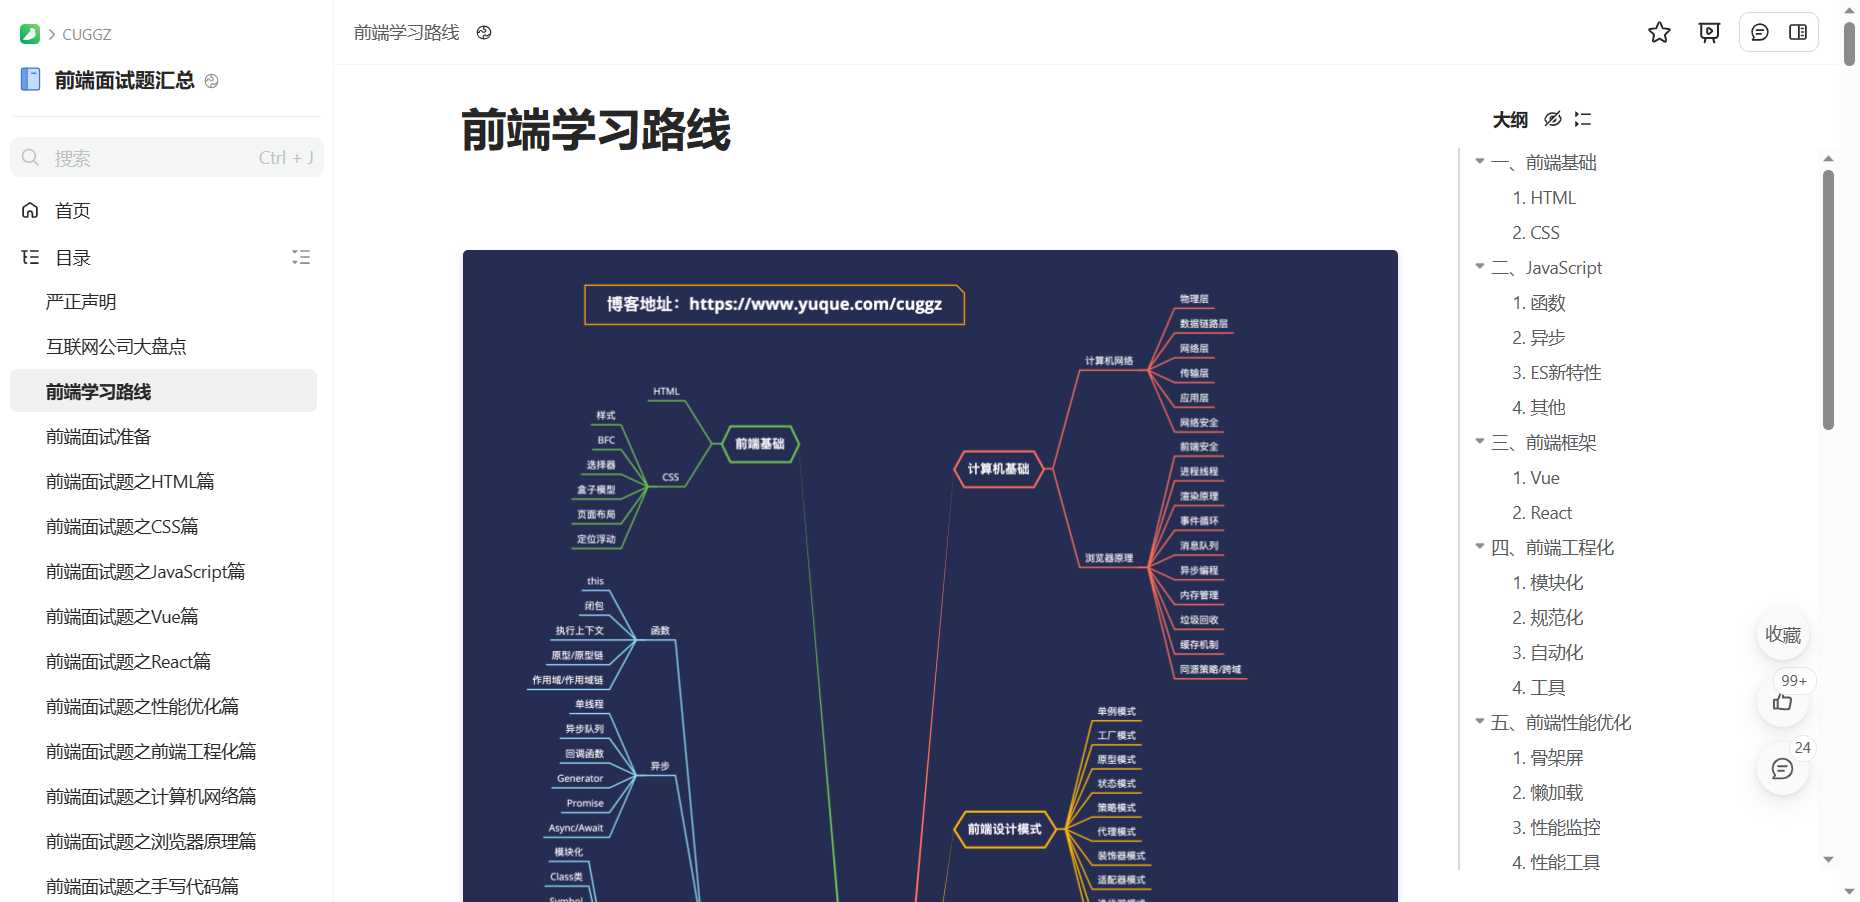 CUGGZ
前端面试题汇总
搜索 Ctrl + J
首页
目录
严正声明
互联网公司大盘点
前端学习路线
前端面试准备
前端面试题之HTML篇
前端面试题之CSS篇
前端面试题之JavaScript篇
前端面试题之Vue篇
前端面试题之React篇
前端面试题之性能优化篇
前端面试题之前端工程化篇
前端面试题之计算机网络篇
前端面试题之浏览器原理篇
前端面试题之手写代码篇
前端学习路线
前端学习路线
博客地址：https://www.yuque.com/cuggz
HTML
样式
BFC
选择器
盒子模型
页面布局
定位浮动
CSS
前端基础
this
闭包
执行上下文
原型/原型链
作用域/作用域链
函数
单线程
异步队列
回调函数
Generator
Promise
Async/Await
异步
模块化
Class类
Symbol
物理层
数据链路层
网络层
传输层
应用层
网络安全
计算机网络
计算机基础
前端安全
进程线程
渲染原理
事件循环
消息队列
异步编程
内存管理
垃圾回收
缓存机制
同源策略/跨域
浏览器原理
单例模式
工厂模式
原型模式
状态模式
策略模式
代理模式
装饰器模式
适配器模式
前端设计模式
大纲
一、前端基础
1. HTML
2. CSS
二、JavaScript
1. 函数
2. 异步
3. ES新特性
4. 其他
三、前端框架
1. Vue
2. React
四、前端工程化
1. 模块化
2. 规范化
3. 自动化
4. 工具
五、前端性能优化
1. 骨架屏
2. 懒加载
3. 性能监控
4. 性能工具
收藏
99+
24